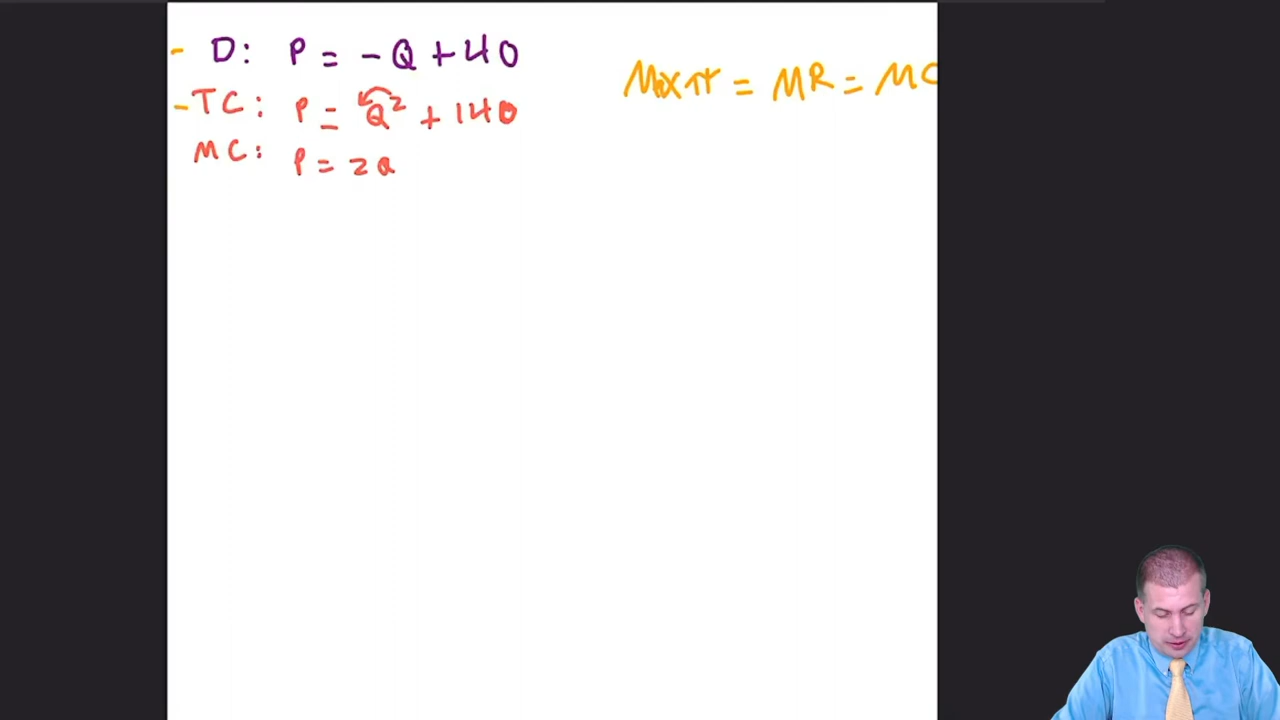 - D: P = -Q + 40
Max π = MR = MC
- TC: P = Q² + 140
MC: P = 2Q